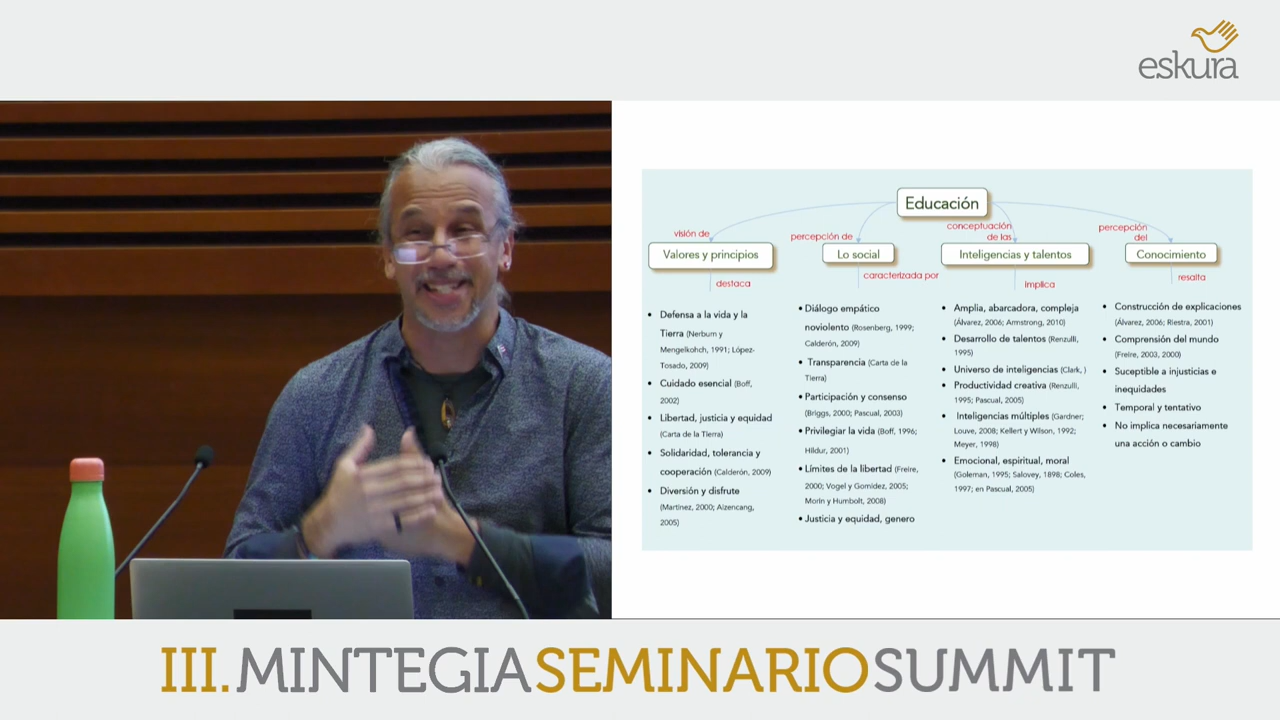 eskura
Educación
visión de
percepción de
conceptuación
de las
percepción
del
Valores y principios
Lo social
Inteligencias y talentos
Conocimiento
destaca
caracterizada por
implica
resalta
• Defensa a la vida y la
Tierra (Nerbum y
Mengelkohch, 1991; López-
Tosado, 2009)
• Cuidado esencial (Boff,
2002)
• Libertad, justicia y equidad
(Carta de la Tierra)
• Solidaridad, tolerancia y
cooperación (Calderón, 2009)
• Diversión y disfrute
(Martínez, 2000; Aizencang,
2005)
• Diálogo empático
noviolento (Rosenberg, 1999;
Calderón, 2009)
• Transparencia (Carta de la
Tierra)
• Participación y consenso
(Briggs, 2000; Pascual, 2003)
• Privilegiar la vida (Boff, 1996;
Hildur, 2001)
• Límites de la libertad (Freire,
2000; Vogel y Gomidez, 2005;
Morin y Humbolt, 2008)
• Justicia y equidad, genero
• Amplia, abarcadora, compleja
(Álvarez, 2006; Armstrong, 2010)
• Desarrollo de talentos (Renzulli,
1995)
• Universo de inteligencias (Clark, )
• Productividad creativa (Renzulli,
1995; Pascual, 2005)
• Inteligencias múltiples (Gardner;
Louve, 2008; Kellert y Wilson, 1992;
Meyer, 1998)
• Emocional, espiritual, moral
(Goleman, 1995; Salovey, 1898; Coles,
1997; en Pascual, 2005)
• Construcción de explicaciones
(Álvarez, 2006; Riestra, 2001)
• Comprensión del mundo
(Freire, 2003, 2000)
• Suceptible a injusticias e
inequidades
• Temporal y tentativo
• No implica necesariamente
una acción o cambio
III.MINTEGIASEMINARIOSUMMIT